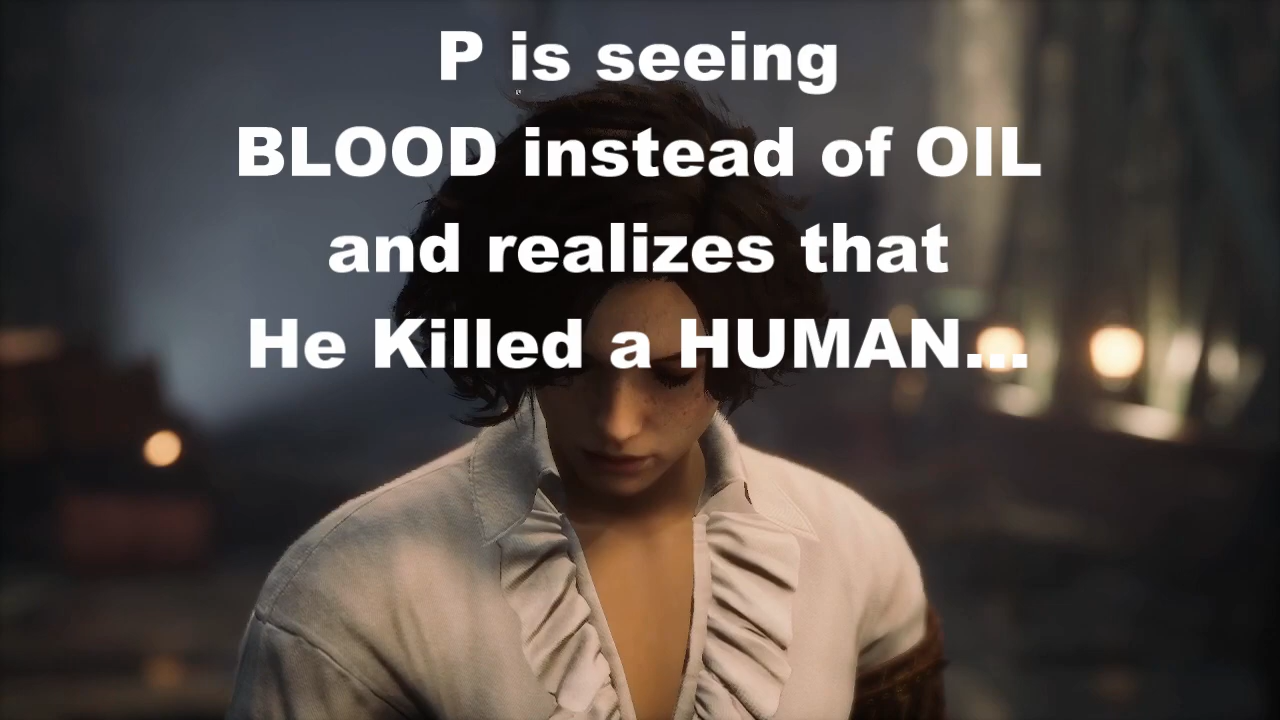 P is seeing
BLOOD instead of OIL
and realizes that
He Killed a HUMAN...